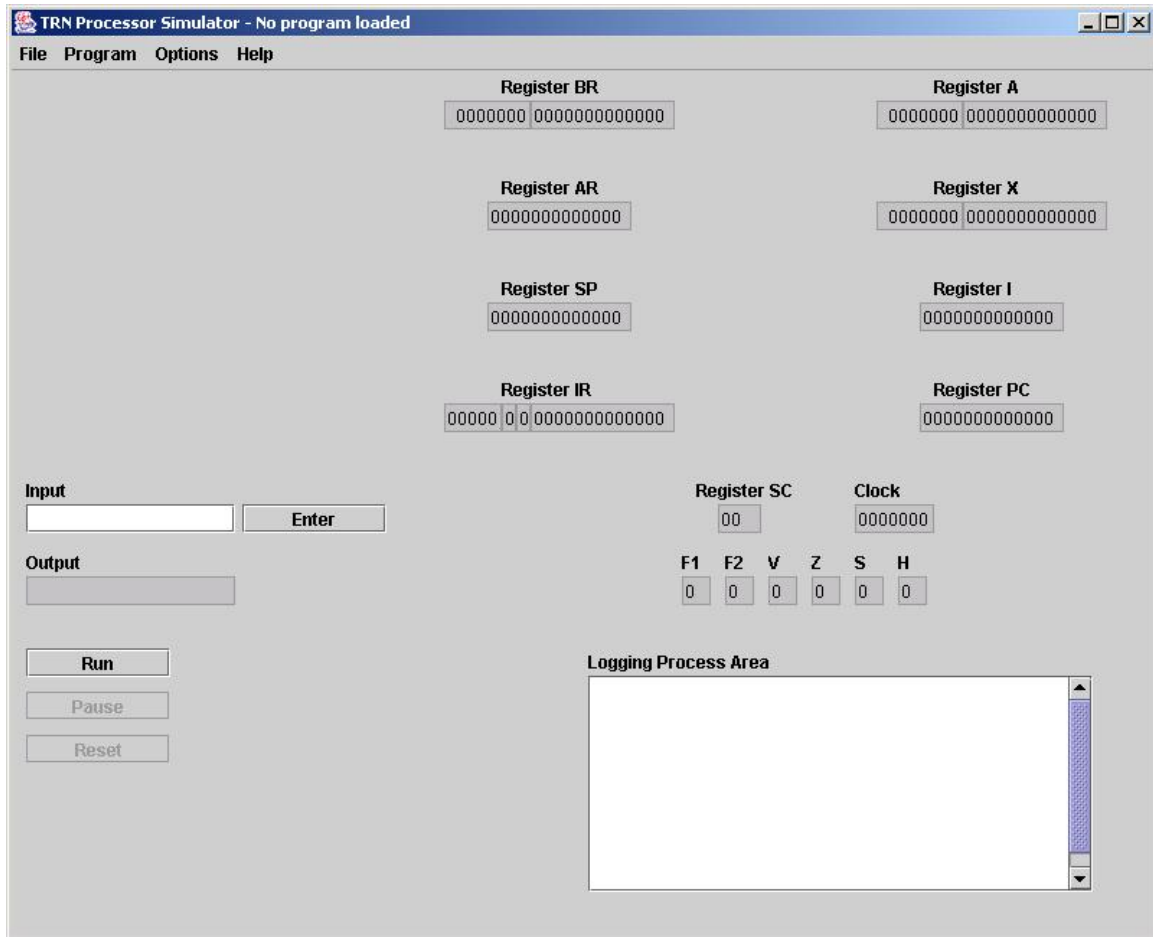 TRN Processor Simulator - No program loaded
File Program Options Help
Register BR Register A
0000000 0000000000000 0000000 0000000000000
Register AR Register X
0000000000000 0000000 0000000000000
Register SP Register I
0000000000000 0000000000000
Register IR Register PC
00000 0 0 0000000000000 0000000000000
Input Register SC Clock
Enter 00 0000000
Output F1 F2 V Z S H
0 0 0 0 0 0
Run Logging Process Area
Pause
Reset